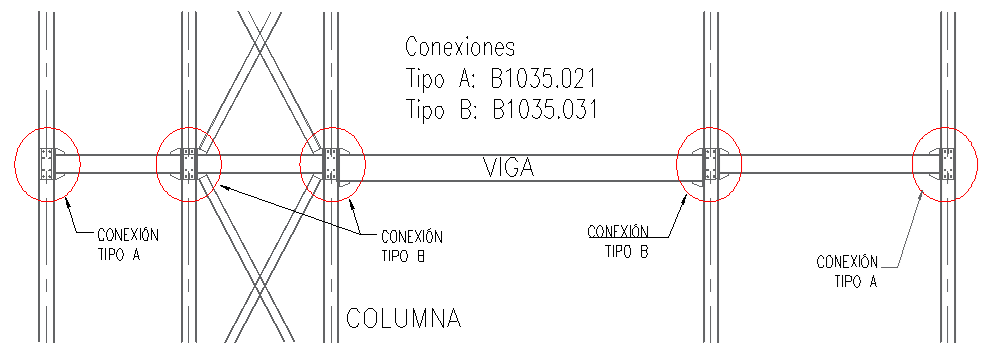 Conexiones
Tipo A: B1035.021
Tipo B: B1035.031
VIGA
CONEXIÓN
TIPO A
CONEXIÓN
TIPO B
CONEXIÓN
TIPO B
CONEXIÓN
TIPO A
COLUMNA